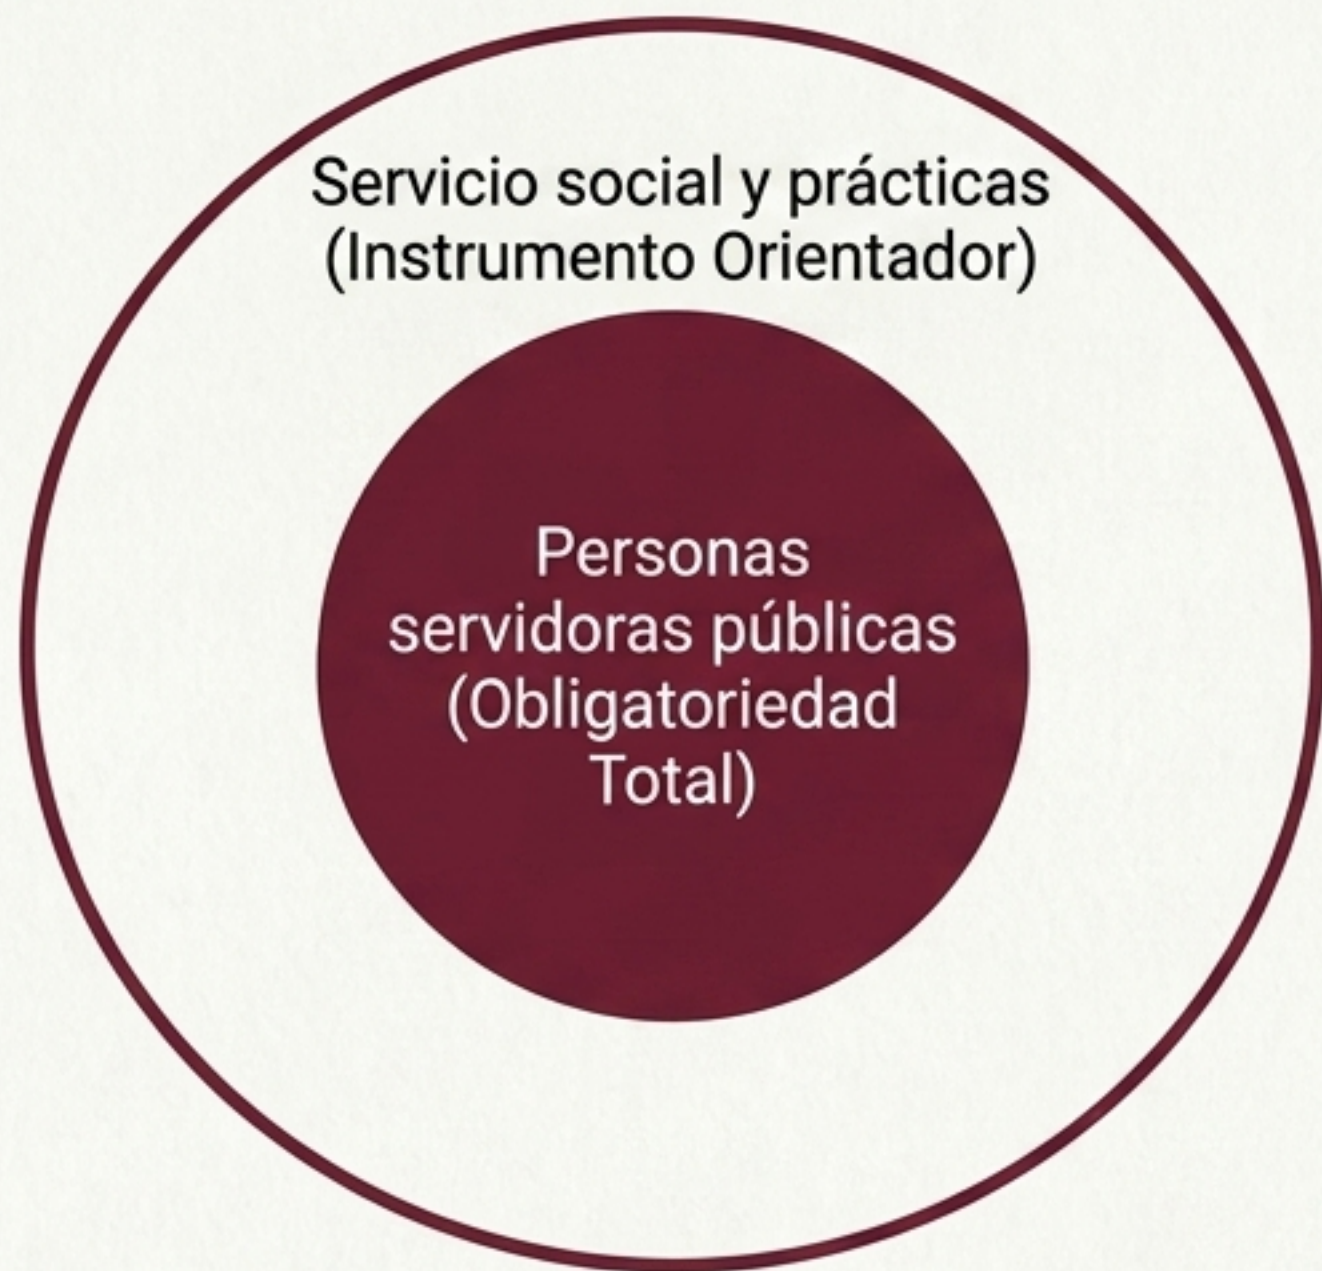 Servicio social y prácticas
(Instrumento Orientador)
Personas
servidoras públicas
(Obligatoriedad
Total)